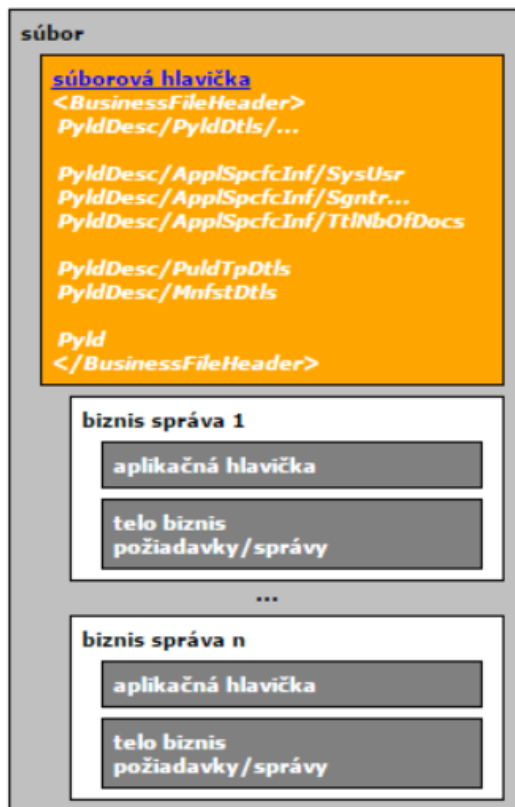 súbor
súborová hlavička
<BusinessFileHeader>
PyldDesc/PyldDtls/...
PyldDesc/ApplSpcfcInf/SysUsr
PyldDesc/ApplSpcfcInf/Sgntr...
PyldDesc/ApplSpcfcInf/TtlNbOfDocs
PyldDesc/PuldTpDtls
PyldDesc/MnfstDtls
Pyld
</BusinessFileHeader>
biznis správa 1
aplikačná hlavička
telo biznis
požiadavky/správy
...
biznis správa n
aplikačná hlavička
telo biznis
požiadavky/správy